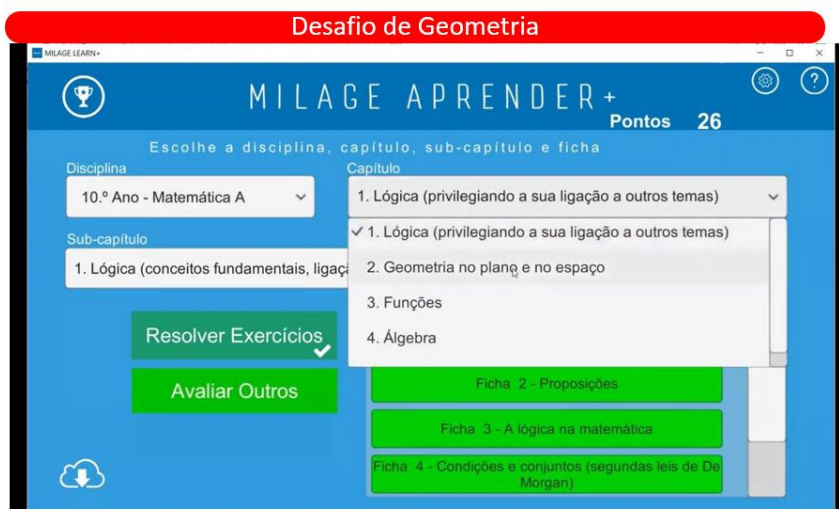 Desafio de Geometria
MILAGE LEARN+
MILAGE APRENDER+
Pontos 26
Escolhe a disciplina, capítulo, sub-capítulo e ficha
Disciplina
Capítulo
10.º Ano - Matemática A
1. Lógica (privilegiando a sua ligação a outros temas)
Sub-capítulo
1. Lógica (privilegiando a sua ligação a outros temas)
1. Lógica (conceitos fundamentais, ligaç
2. Geometria no plano e no espaço
3. Funções
Resolver Exercícios
4. Álgebra
Avaliar Outros
Ficha 2 - Proposições
Ficha 3 - A lógica na matemática
Ficha 4 - Condições e conjuntos (segundas leis de De
Morgan)